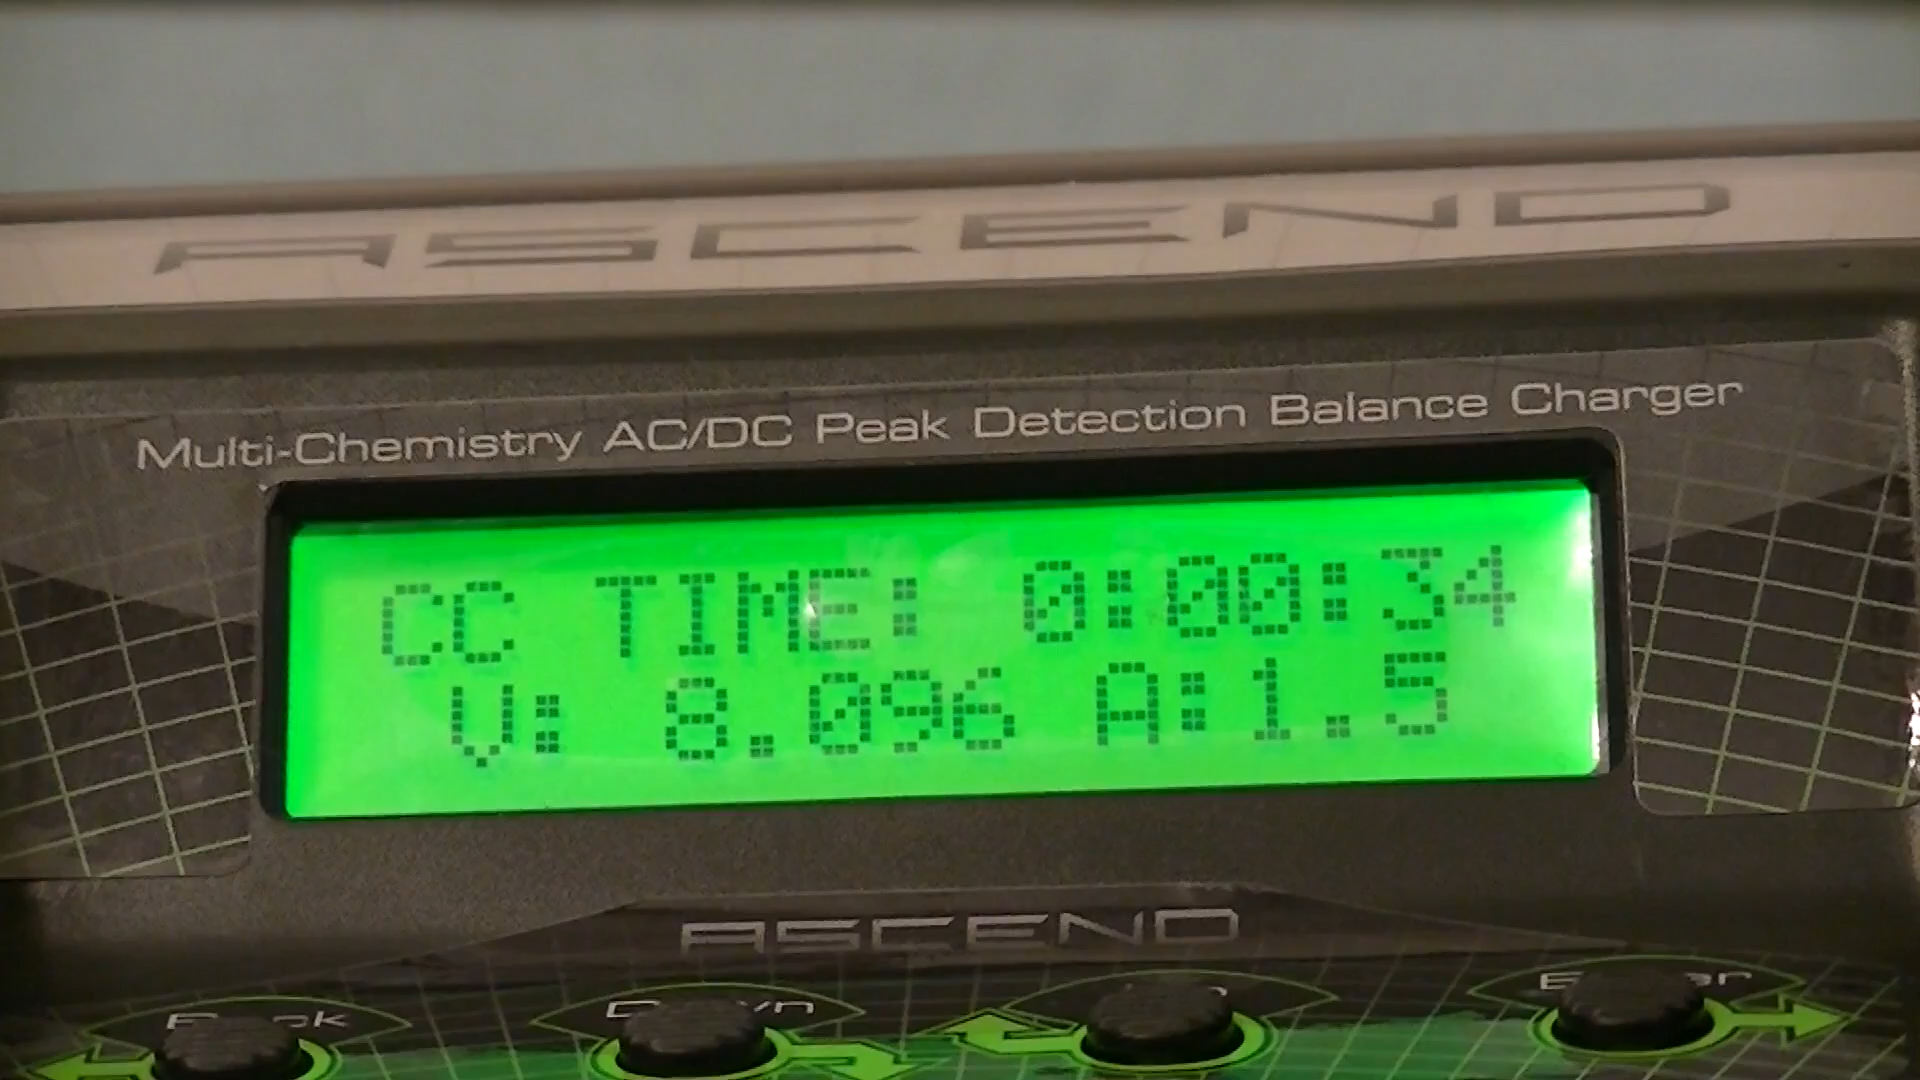 ASCEND
Multi-Chemistry AC/DC Peak Detection Balance Charger
CC TIME: 0:00:34
V: 8.096 A:1.5
ASCEND